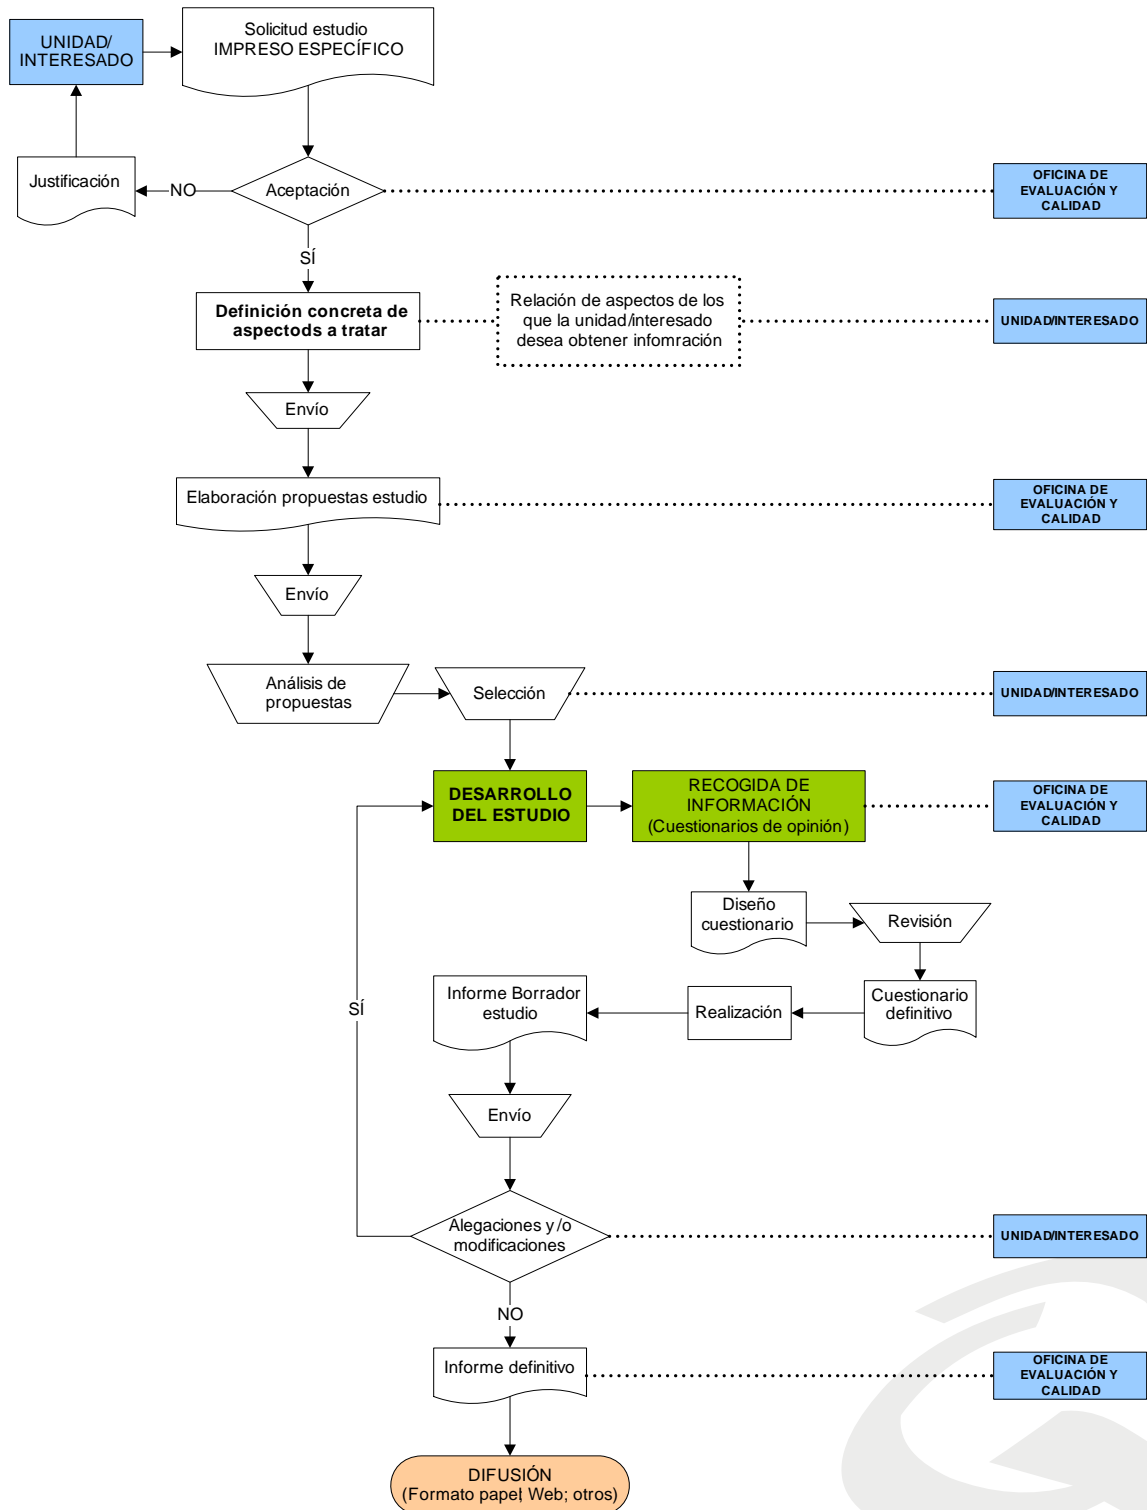 UNIDAD/
INTERESADO
Solicitud estudio
IMPRESO ESPECÍFICO
Justificación
NO
Aceptación
OFICINA DE
EVALUACIÓN Y
CALIDAD
SÍ
Definición concreta de
aspectods a tratar
Relación de aspectos de los
que la unidad/interesado
desea obtener infomración
UNIDAD/INTERESADO
Envío
Elaboración propuestas estudio
OFICINA DE
EVALUACIÓN Y
CALIDAD
Envío
Análisis de
propuestas
Selección
UNIDAD/INTERESADO
DESARROLLO
DEL ESTUDIO
RECOGIDA DE
INFORMACIÓN
(Cuestionarios de opinión)
OFICINA DE
EVALUACIÓN Y
CALIDAD
Diseño
cuestionario
Revisión
SÍ
Informe Borrador
estudio
Realización
Cuestionario
definitivo
Envío
Alegaciones y/o
modificaciones
UNIDAD/INTERESADO
NO
Informe definitivo
OFICINA DE
EVALUACIÓN Y
CALIDAD
DIFUSIÓN
(Formato papel; Web; otros)